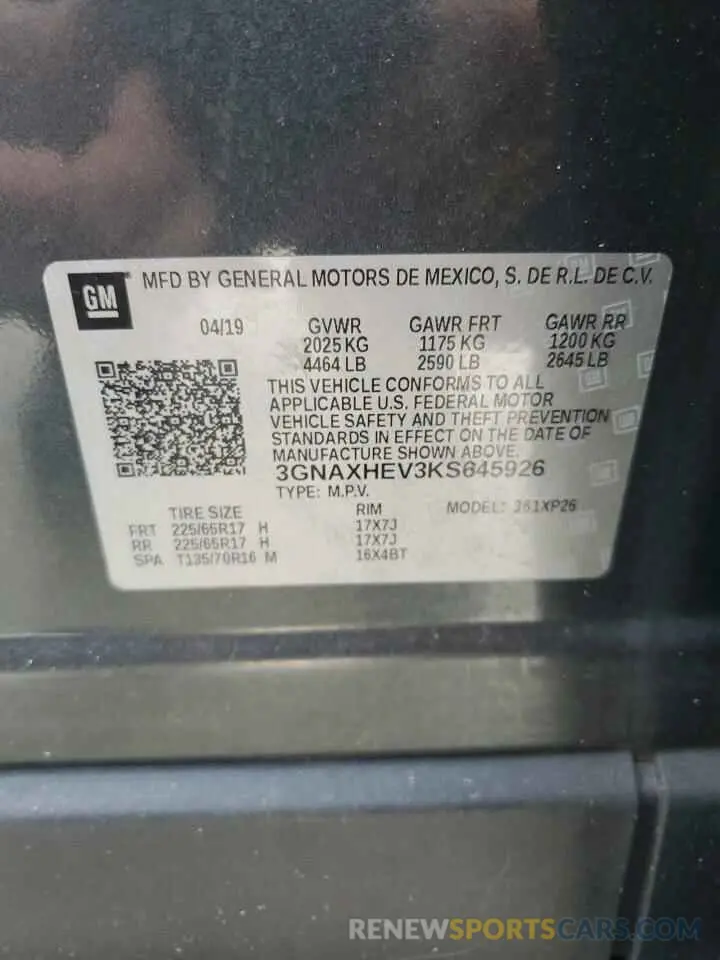 GM MFD BY GENERAL MOTORS DE MEXICO, S. DE R.L. DE C.V.
04/19 GVWR GAWR FRT GAWR RR
2025 KG 1175 KG 1200 KG
4464 LB 2590 LB 2645 LB
THIS VEHICLE CONFORMS TO ALL
APPLICABLE U.S. FEDERAL MOTOR
VEHICLE SAFETY AND THEFT PREVENTION
STANDARDS IN EFFECT ON THE DATE OF
MANUFACTURE SHOWN ABOVE.
3GNAXHEV3KS645926
TYPE: M.P.V. MODEL: 1S1XP26
TIRE SIZE RIM
FRT 225/65R17 H 17X7J
RR 225/65R17 H 17X7J
SPA T135/70R16 M 16X4BT
RENEWSPORTSCARS.COM